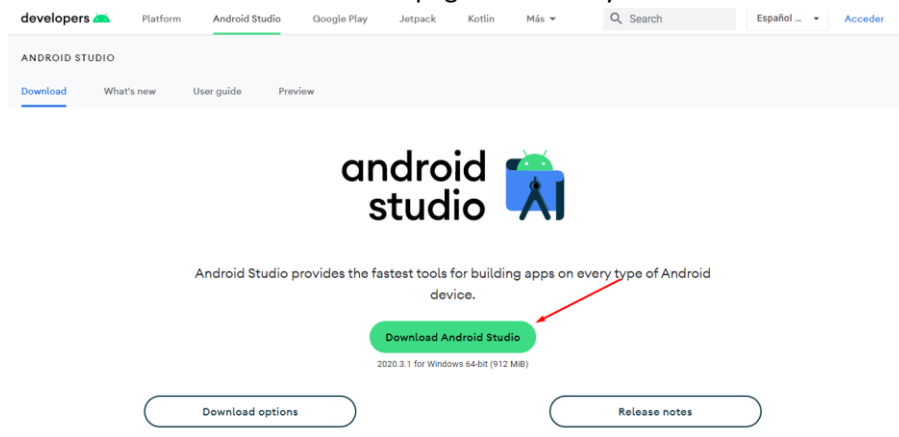 developers Platform Android Studio Google Play Jetpack Kotlin Más Search Español ... Acceder
ANDROID STUDIO
Download What's new User guide Preview
android
studio
Android Studio provides the fastest tools for building apps on every type of Android
device.
Download Android Studio
2020.3.1 for Windows 64-bit (912 MiB)
Download options Release notes